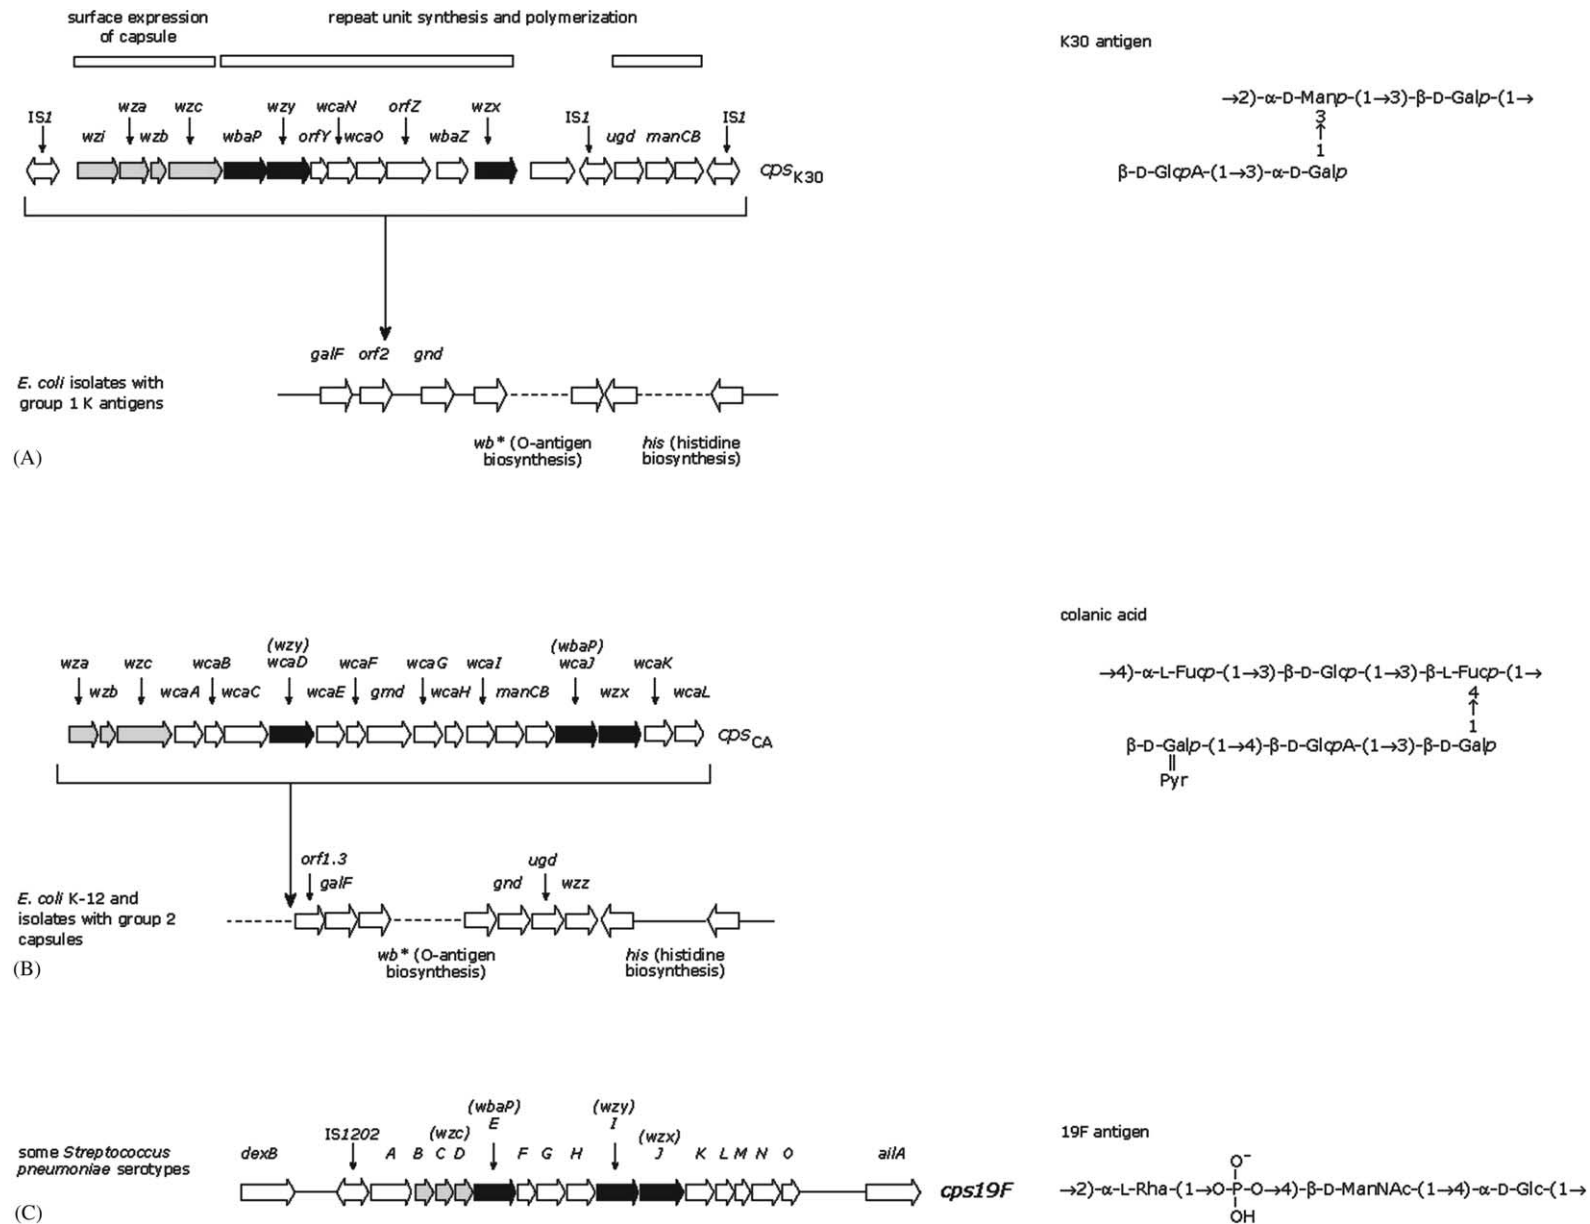 surface expression
of capsule
repeat unit synthesis and polymerization
K30 antigen
wza wzc wzy wcaN orfZ wzx
IS1 IS1 IS1
wzi wzb wbaP orfY wcaO wbaZ ugd manCB
cpsK30
→2)-α-D-Manp-(1→3)-β-D-Galp-(1→
3
↑
1
β-D-GlcpA-(1→3)-α-D-Galp
galF orf2 gnd
E. coli isolates with
group 1 K antigens
wb* (O-antigen
biosynthesis)
his (histidine
biosynthesis)
(A)
colanic acid
(wzy) (wbaP)
wza wzc wcaB wcaD wcaF wcaG wcaI wcaJ wcaK
wzb wcaA wcaC wcaE gmd wcaH manCB wzx wcaL
cpsCA
→4)-α-L-Fucp-(1→3)-β-D-Glcp-(1→3)-β-L-Fucp-(1→
4
↑
1
β-D-Galp-(1→4)-β-D-GlcpA-(1→3)-β-D-Galp
||
Pyr
orf1.3 ugd
galF gnd wzz
E. coli K-12 and
isolates with group 2
capsules
wb* (O-antigen
biosynthesis)
his (histidine
biosynthesis)
(B)
(wbaP) (wzy)
E I
IS1202 (wzc) (wzx)
some Streptococcus
pneumoniae serotypes
dexB A B C D F G H J K L M N O ailA
cps19F
19F antigen
O-
→2)-α-L-Rha-(1→O-P-O→4)-β-D-ManNAc-(1→4)-α-D-Glc-(1→
OH
(C)